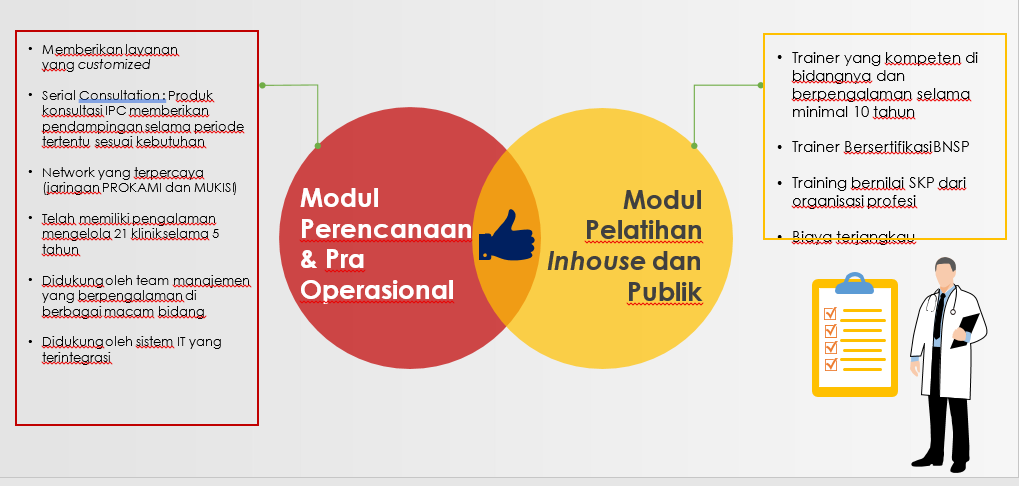 • Memberikan layanan
yang customized
• Serial Consultation : Produk
konsultasi IPC memberikan
pendampingan selama periode
tertentu sesuai kebutuhan
• Network yang terpercaya
(jaringan PROKAMI dan MUKISI)
• Telah memiliki pengalaman
mengelola 21 klinikselama 5
tahun
• Didukung oleh team manajemen
yang berpengalaman di
berbagai macam bidang
• Didukung oleh sistem IT yang
terintegrasi
Modul
Perencanaan
& Pra
Operasional
Modul
Pelatihan
Inhouse dan
Publik
• Trainer yang kompeten di
bidangnya dan
berpengalaman selama
minimal 10 tahun
• Trainer Bersertifikasi BNSP
• Training bernilai SKP dari
organisasi profesi
• Biaya terjangkau